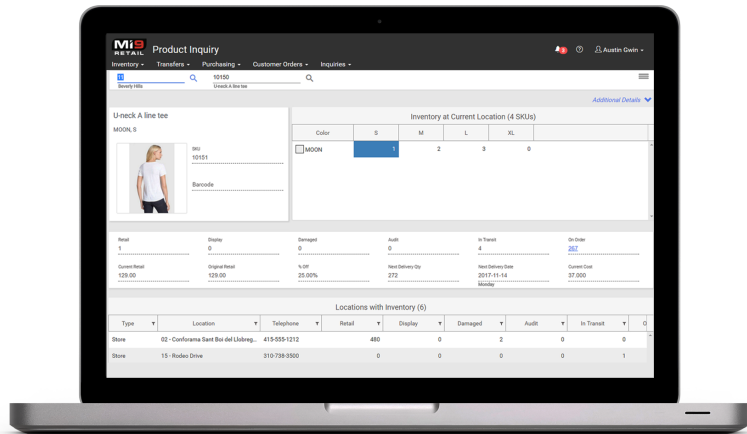 Mi9
RETAIL
Product Inquiry
Austin Gwin
Inventory Transfers Purchasing Customer Orders Inquiries
11 10150
Beverly Hills U-neck A line tee
Additional Details
U-neck A line tee
MOON, S
SKU
10151
Barcode
Inventory at Current Location (4 SKUs)
Color S M L XL
MOON 1 2 3 0
Retail Display Damaged Audit In Transit On Order
1 0 0 0 4 267
Current Retail Original Retail % Off Next Delivery Qty Next Delivery Date Current Cost
129.00 129.00 25.00% 272 2017-11-14 37.000
Monday
Locations with Inventory (6)
Type Location Telephone Retail Display Damaged Audit In Transit O
Store 02 - Conforama Sant Boi del Llobreg... 415-555-1212 480 0 2 0 0
Store 15 - Rodeo Drive 310-738-3500 0 0 0 0 1